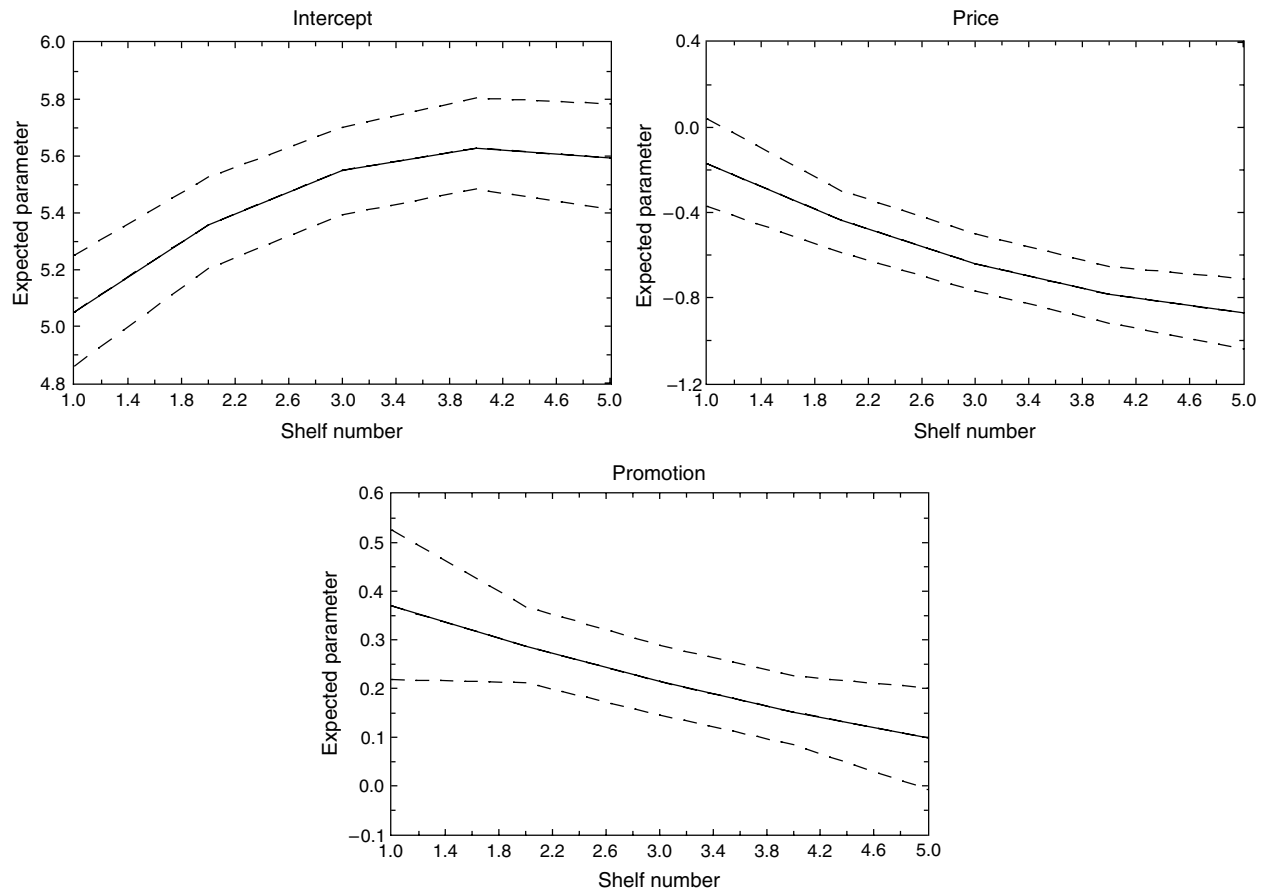 Intercept
Expected parameter
6.0
5.8
5.6
5.4
5.2
5.0
4.8
1.0 1.4 1.8 2.2 2.6 3.0 3.4 3.8 4.2 4.6 5.0
Shelf number
Price
Expected parameter
0.4
0.0
−0.4
−0.8
−1.2
1.0 1.4 1.8 2.2 2.6 3.0 3.4 3.8 4.2 4.6 5.0
Shelf number
Promotion
Expected parameter
0.6
0.5
0.4
0.3
0.2
0.1
0.0
−0.1
1.0 1.4 1.8 2.2 2.6 3.0 3.4 3.8 4.2 4.6 5.0
Shelf number